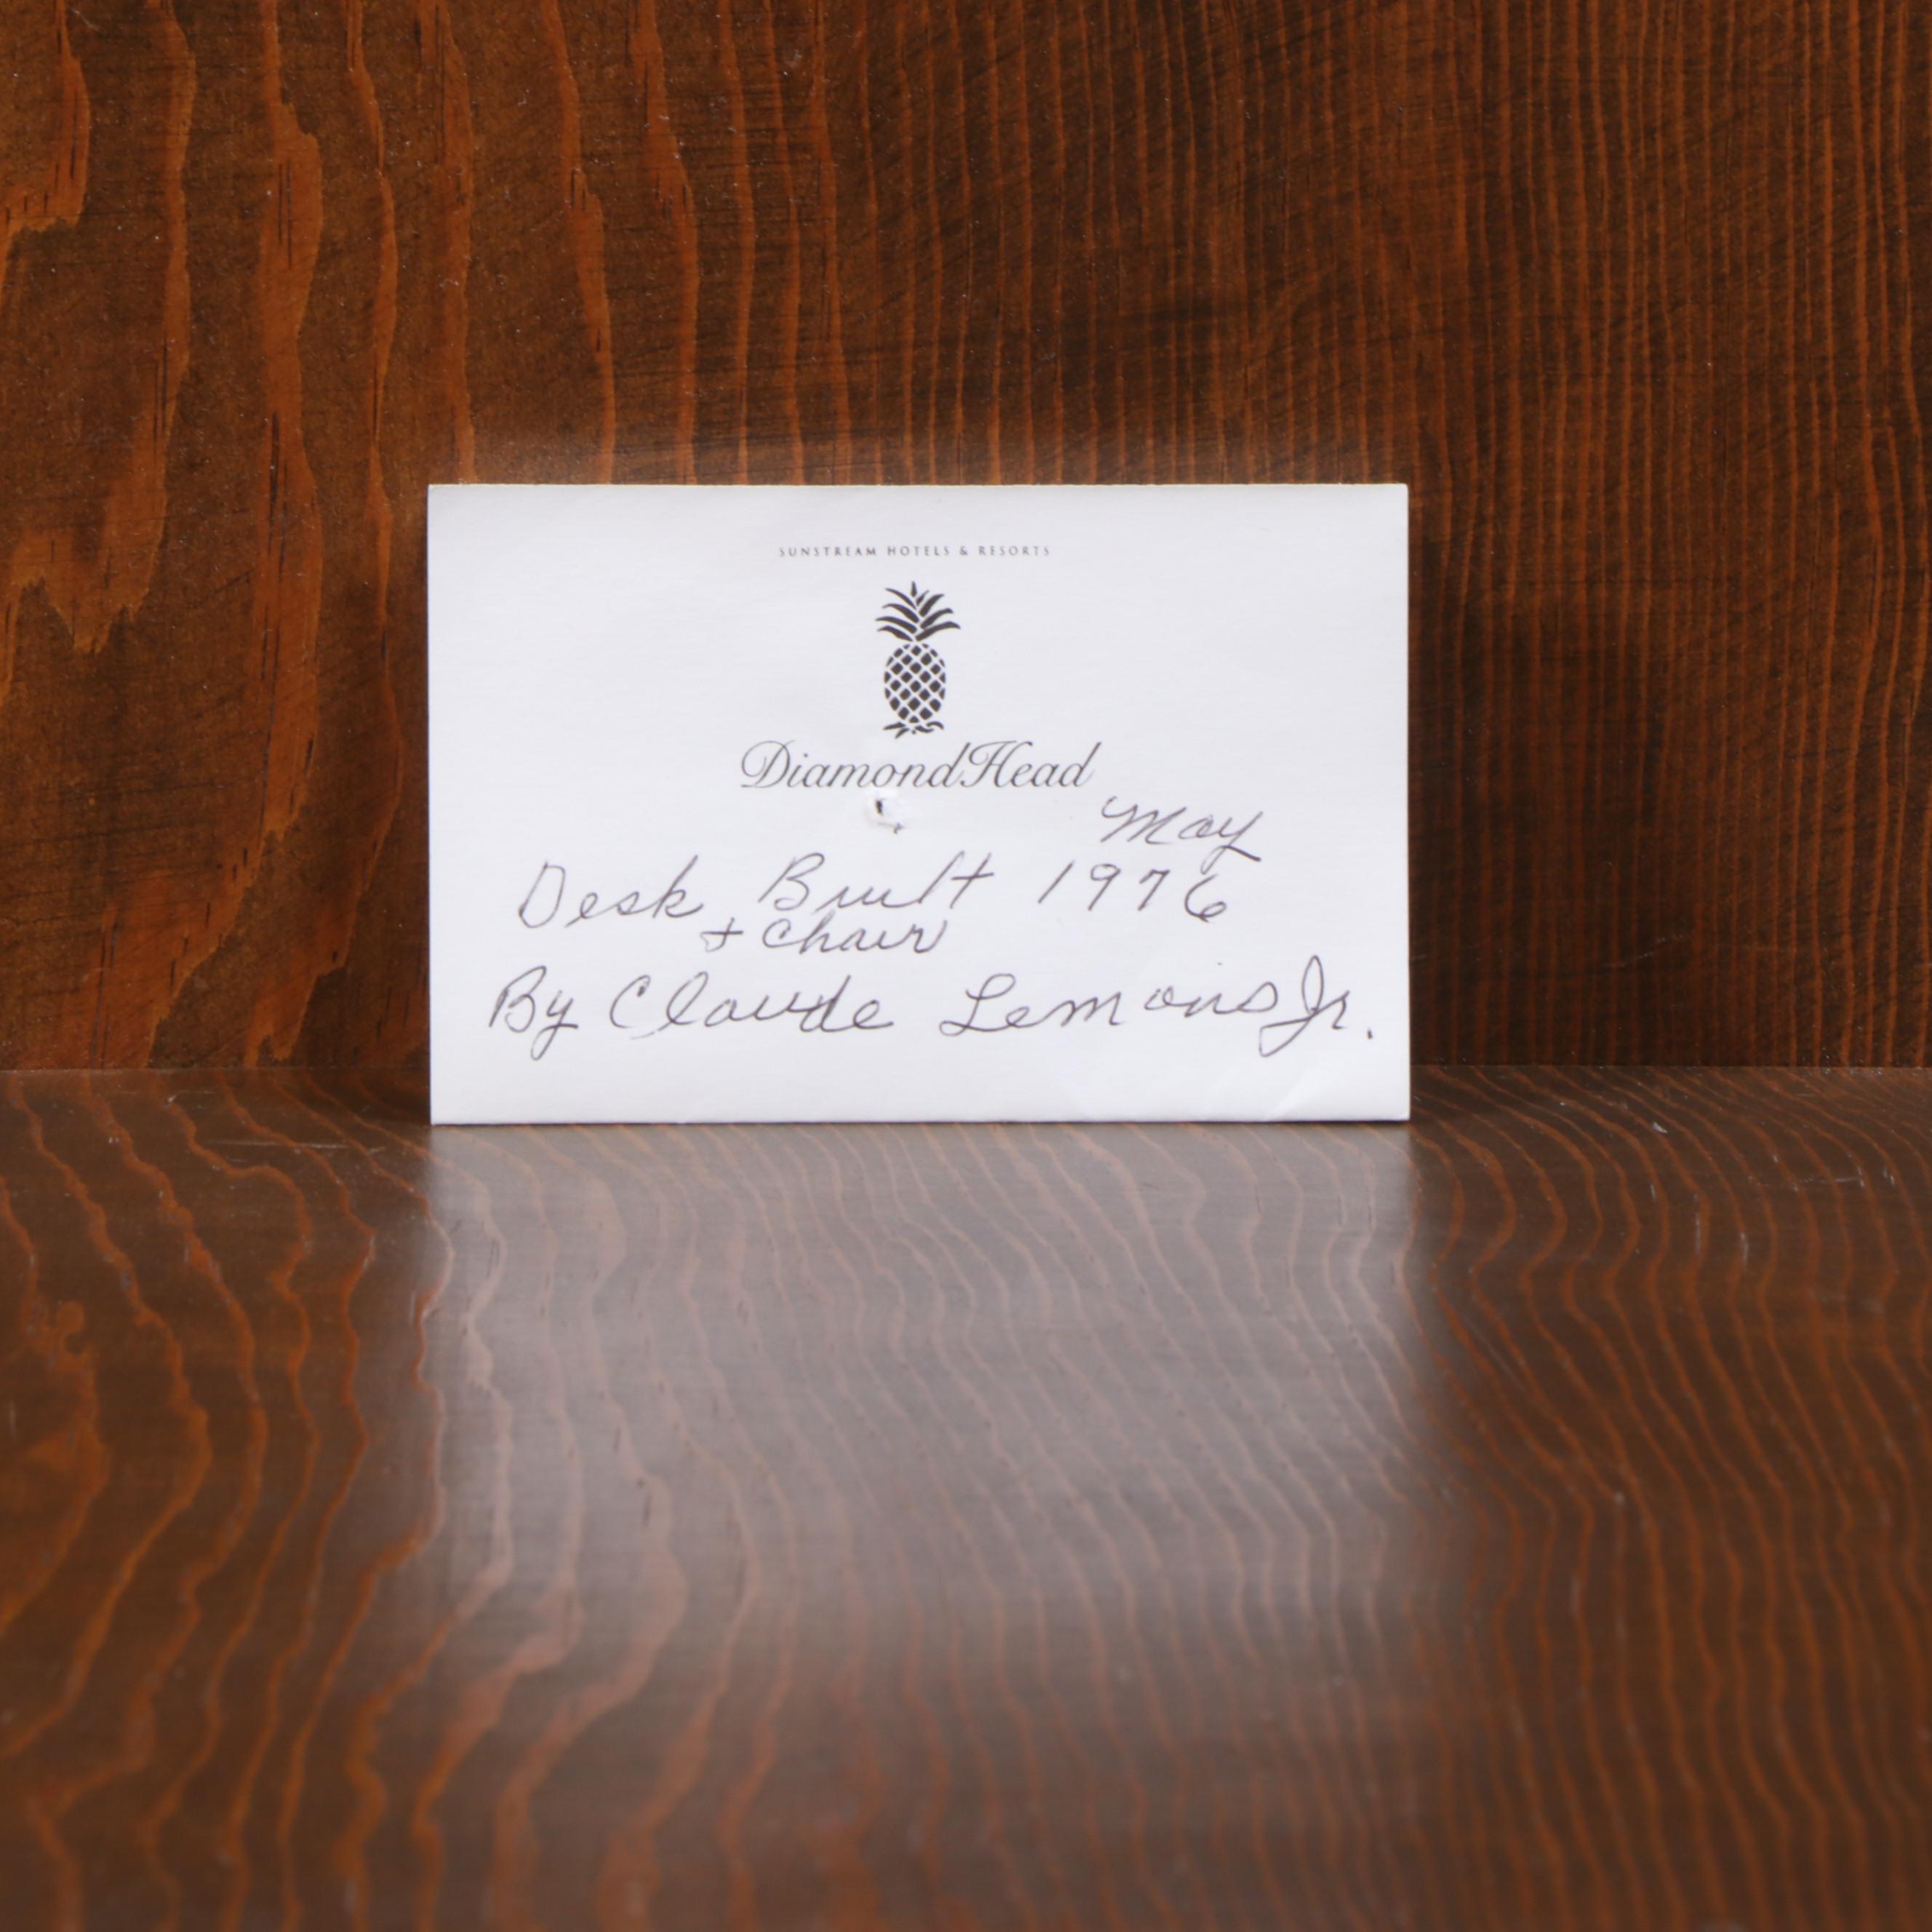 SUNSTREAM HOTELS & RESORTS
DiamondHead
May
Desk Built 1976
+ Chair
By Claude Lemons Jr.